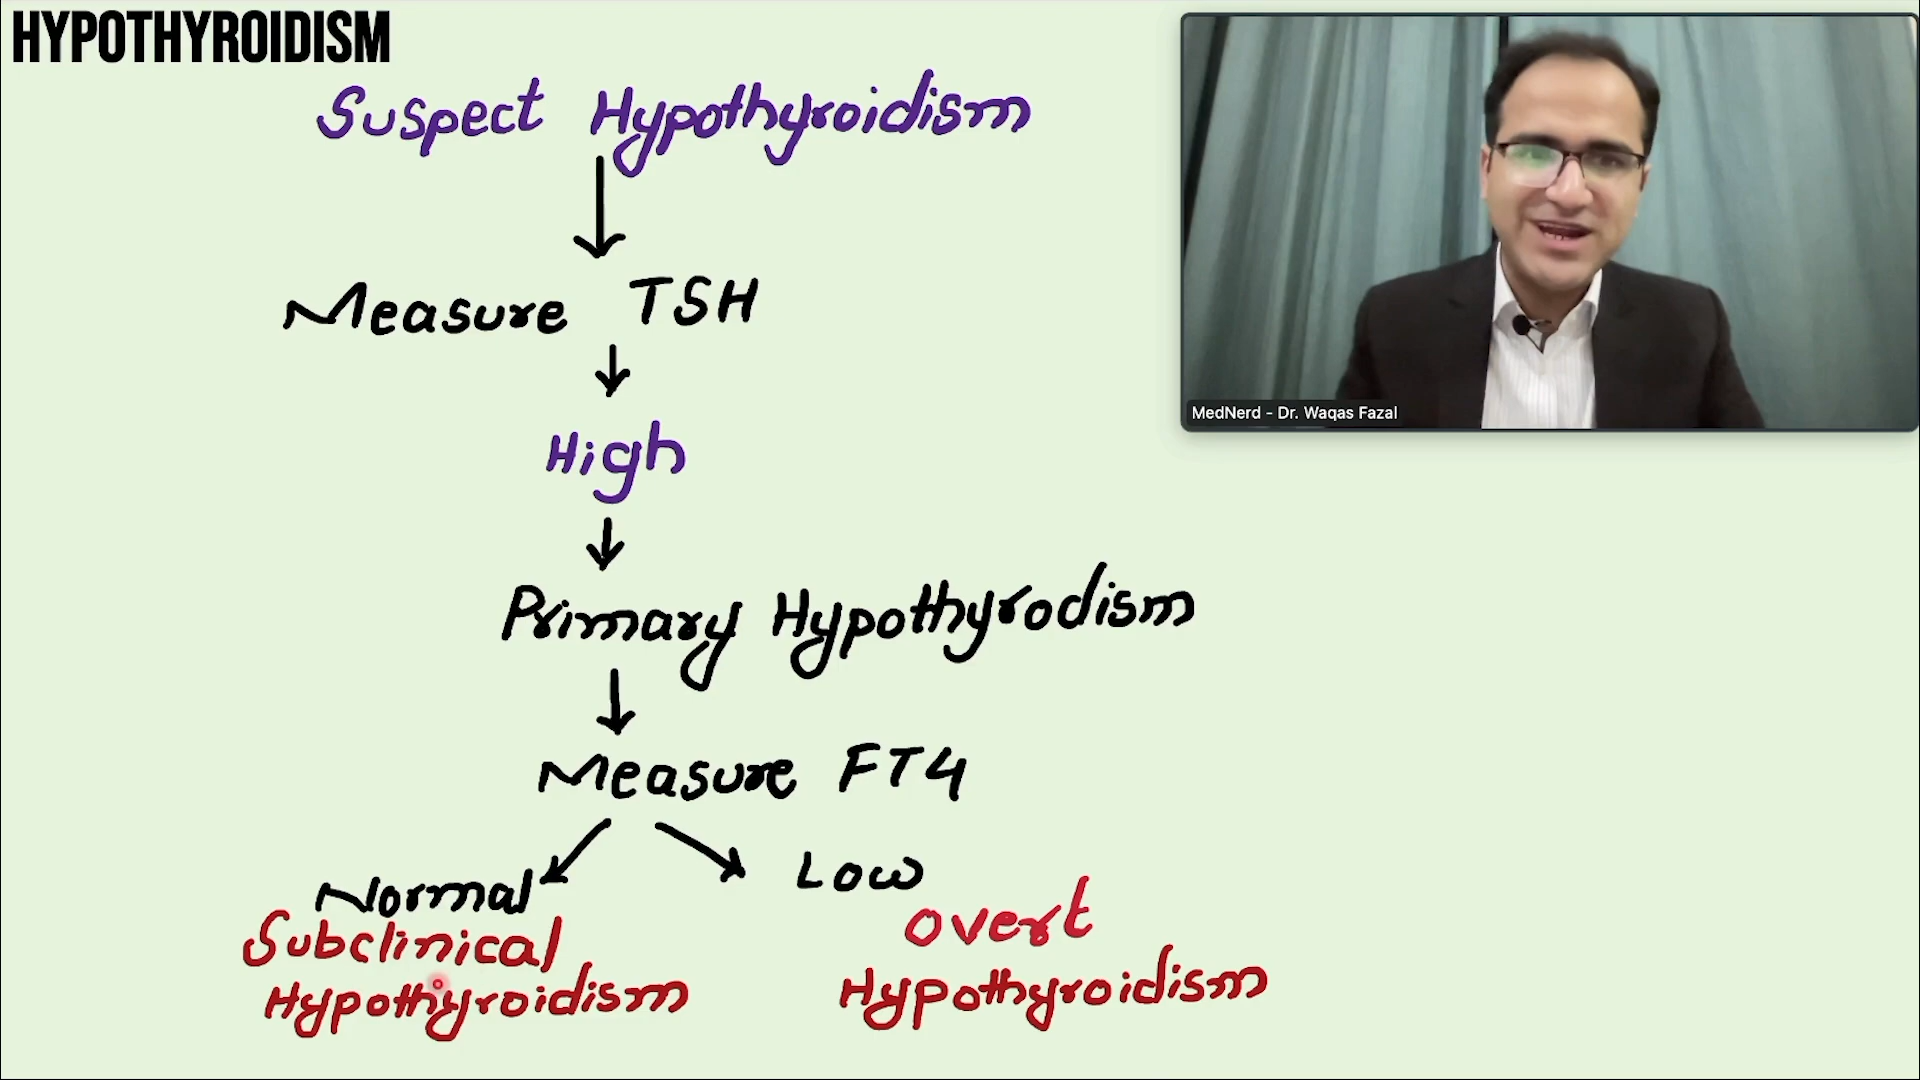 HYPOTHYROIDISM
Suspect Hypothyroidism
Measure TSH
High
Primary Hypothyrodism
Measure FT4
Normal
Low
Subclinical
Hypothyroidism
Overt
Hypothyroidism
MedNerd - Dr. Waqas Fazal